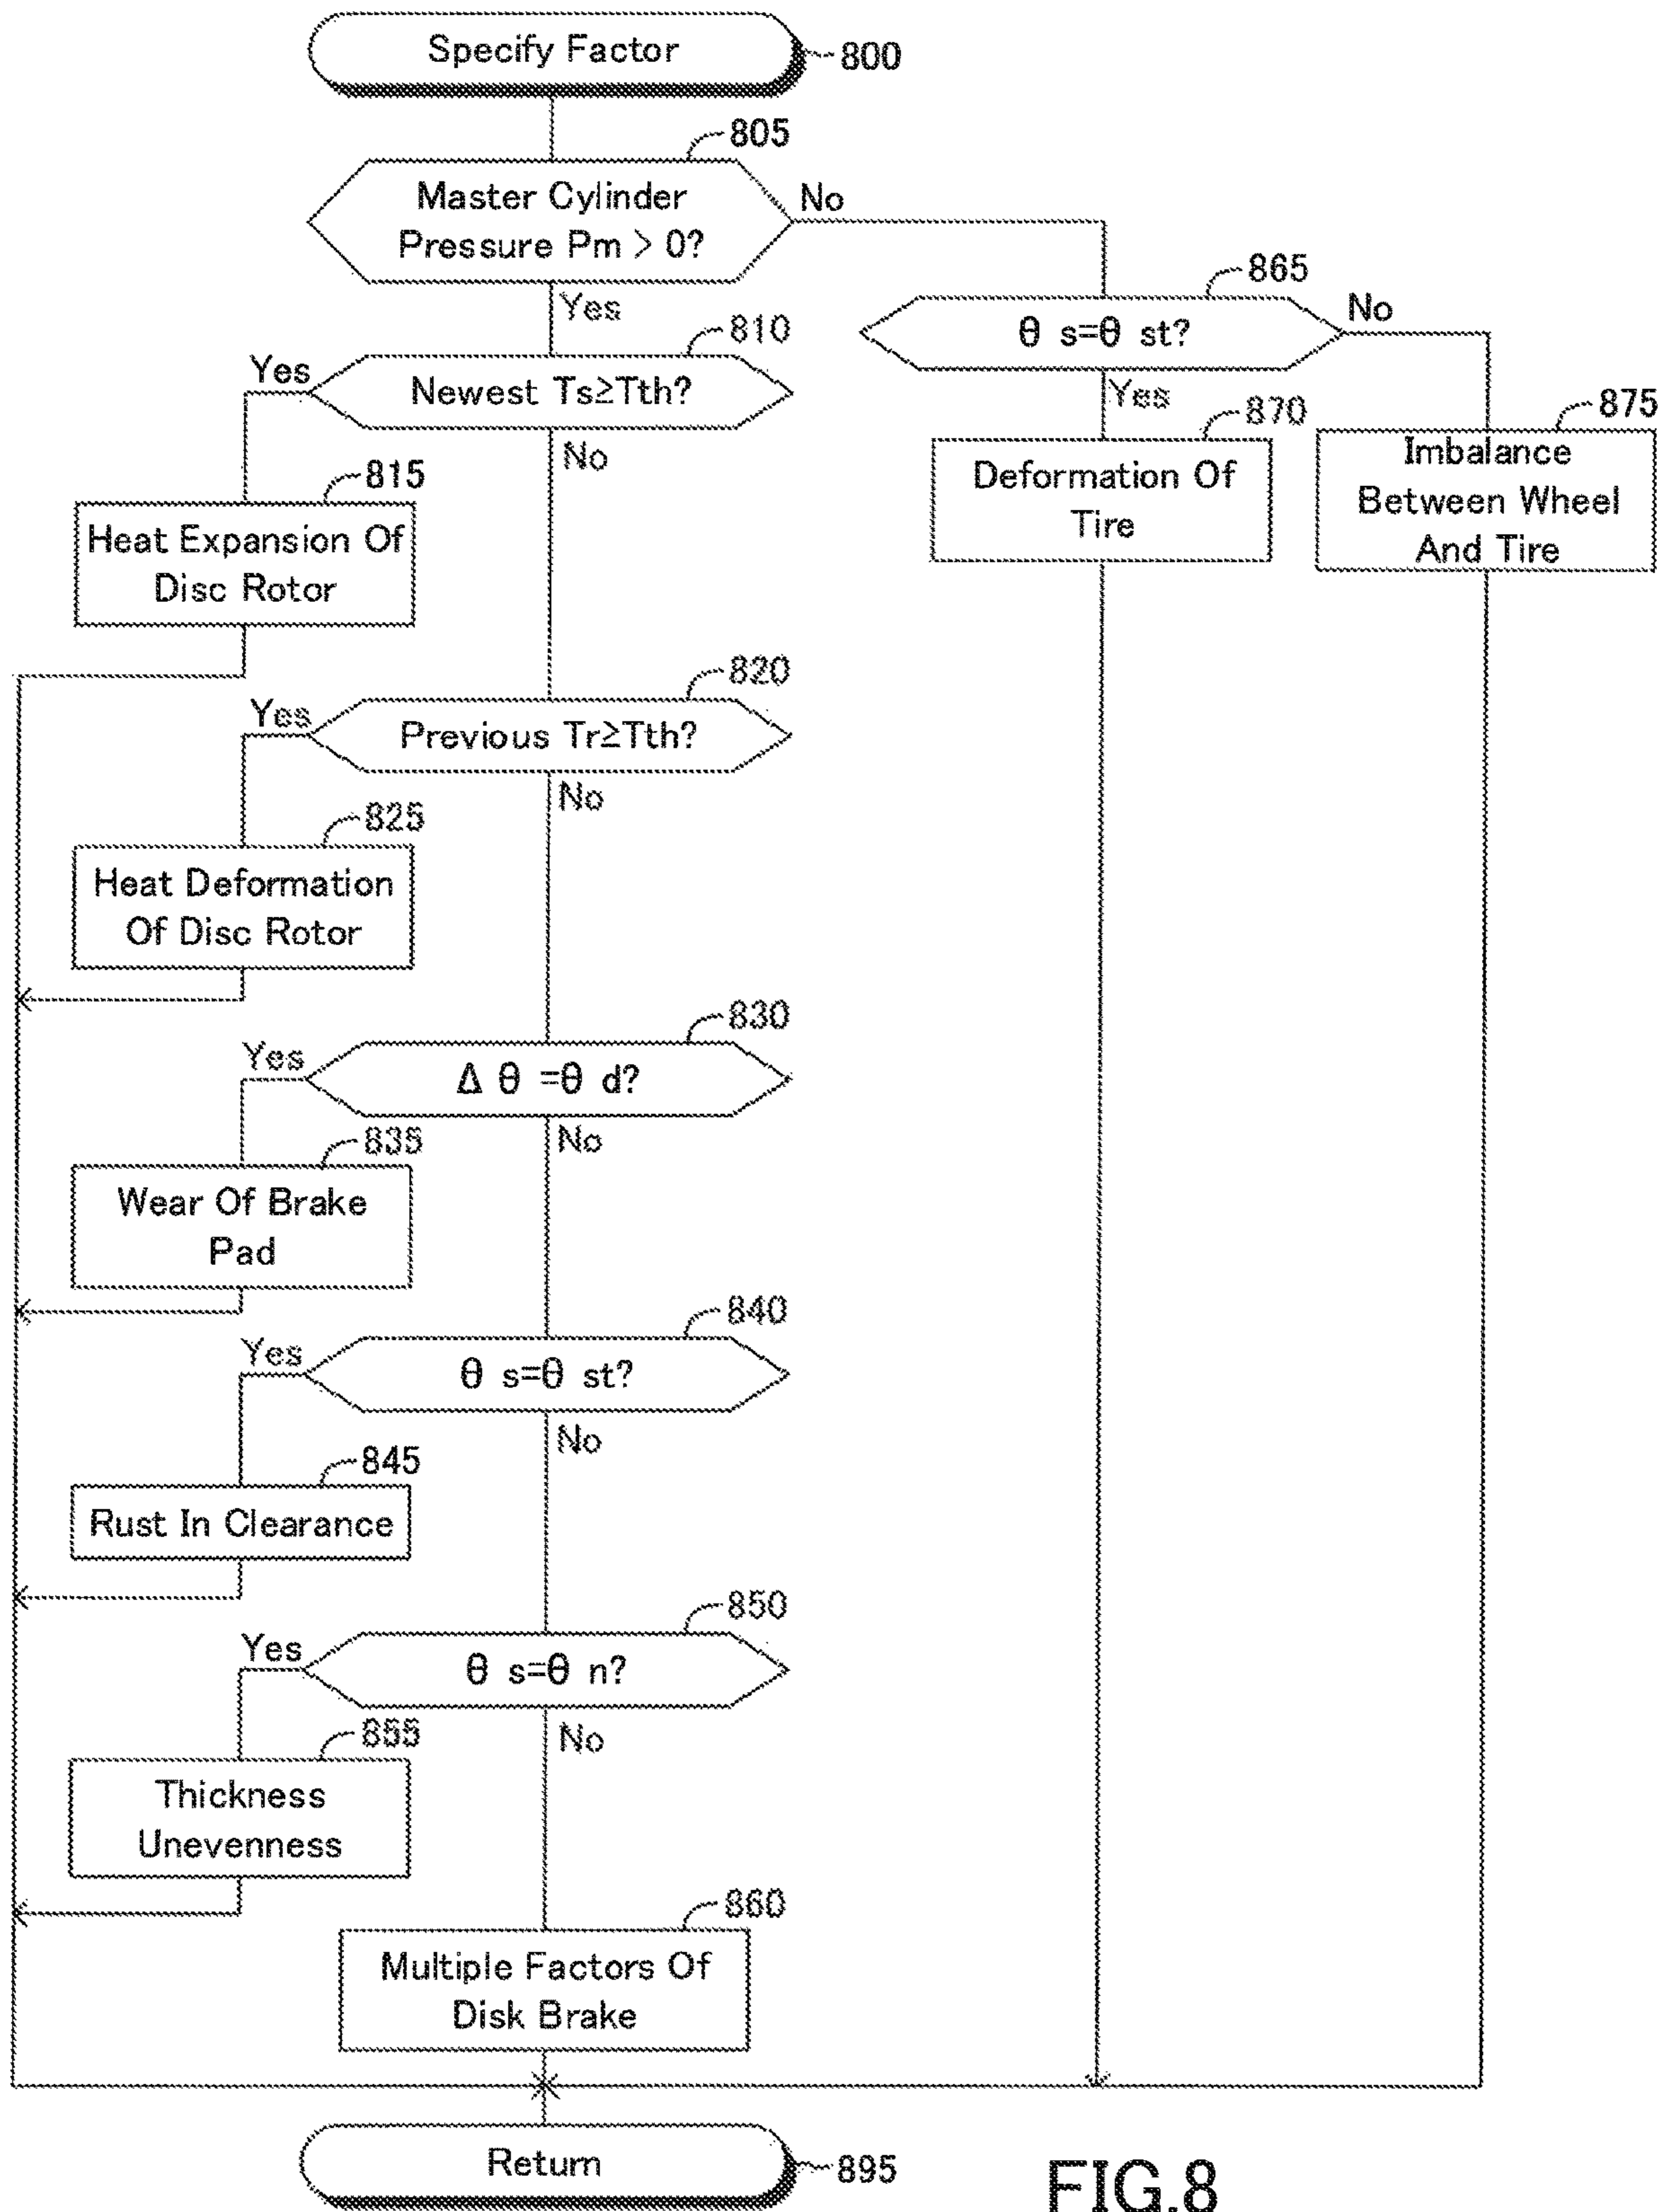 Specify Factor
800
805
Master Cylinder
Pressure Pm > 0?
No
Yes
865
θ s=θ st?
No
Yes
810
Newest Ts≥Tth?
Yes
No
870
Deformation Of
Tire
875
Imbalance
Between Wheel
And Tire
815
Heat Expansion Of
Disc Rotor
820
Previous Tr≥Tth?
Yes
No
825
Heat Deformation
Of Disc Rotor
830
Δ θ =θ d?
Yes
No
835
Wear Of Brake
Pad
840
θ s=θ st?
Yes
No
845
Rust In Clearance
850
θ s=θ n?
Yes
No
855
Thickness
Unevenness
860
Multiple Factors Of
Disk Brake
Return
895
FIG.8